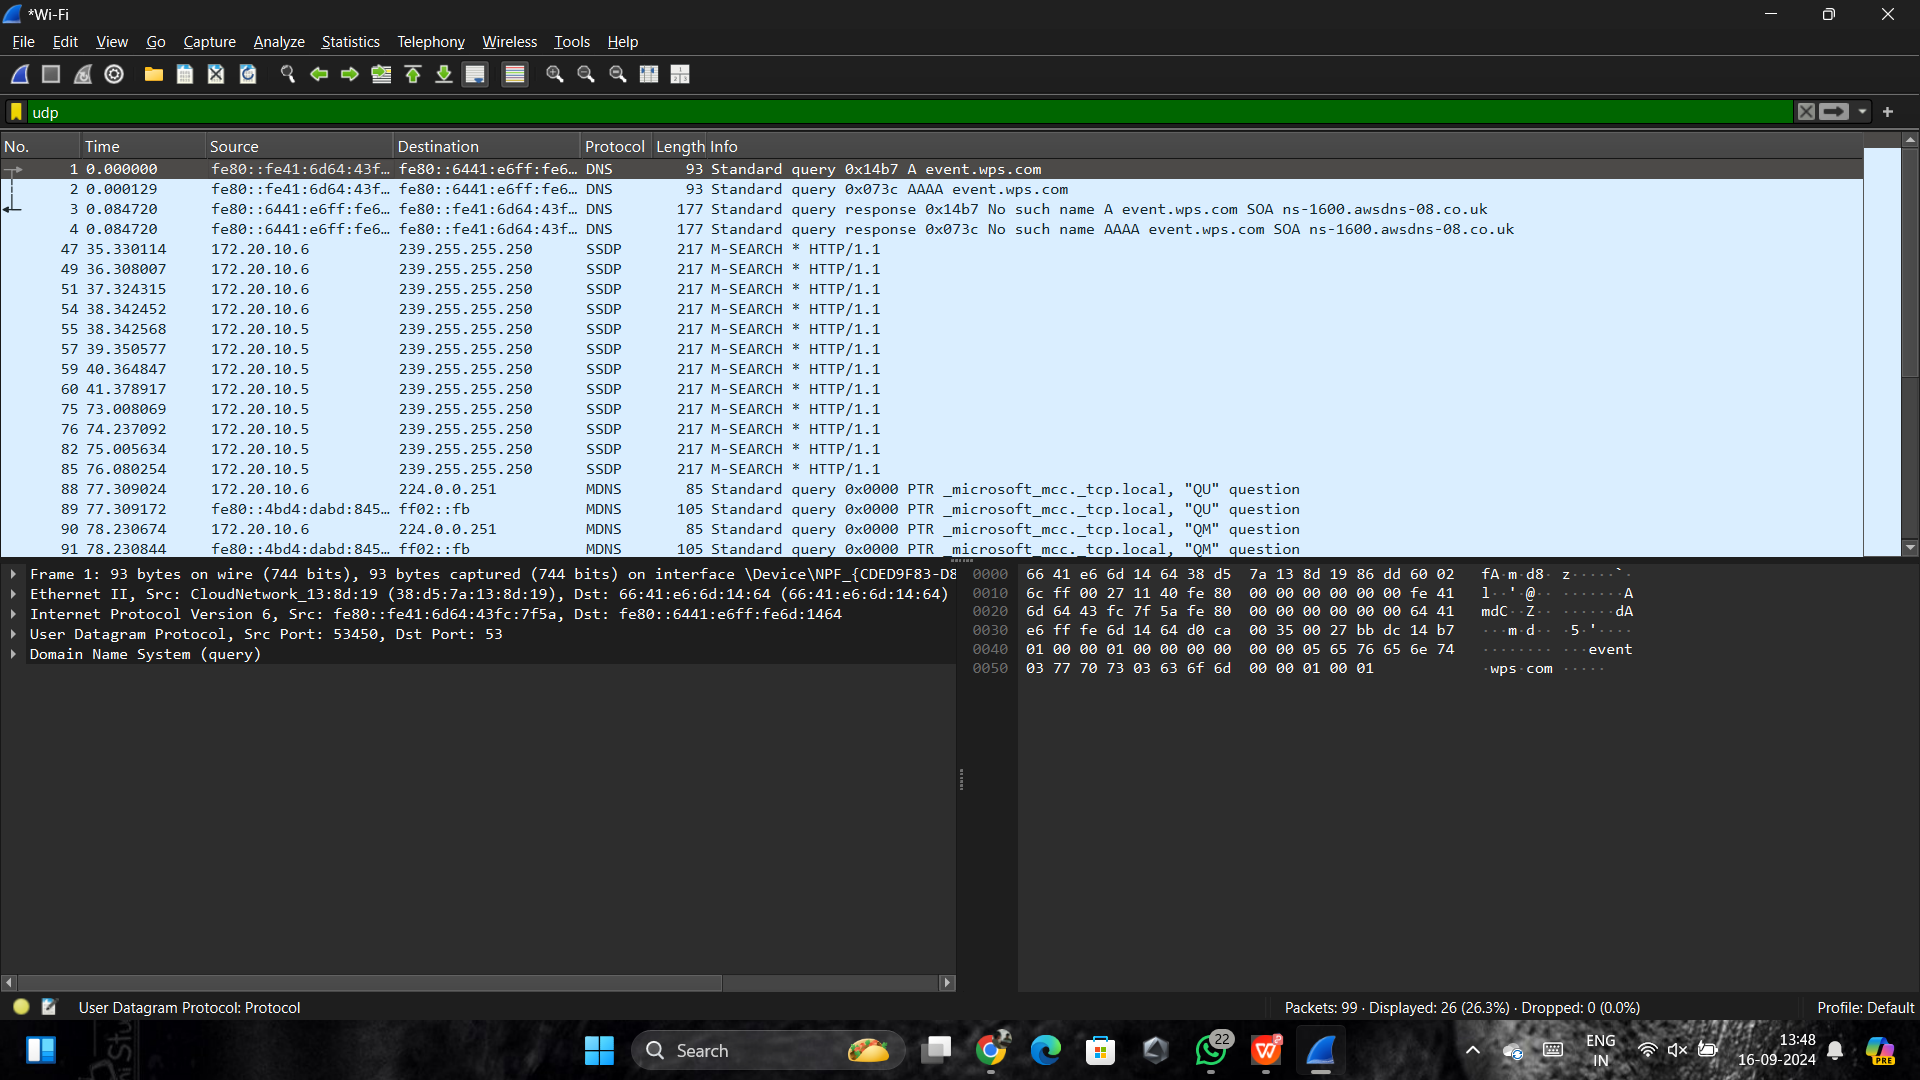 *Wi-Fi
File Edit View Go Capture Analyze Statistics Telephony Wireless Tools Help
udp
No. Time Source Destination Protocol Length Info
1 0.000000 fe80::fe41:6d64:43f… fe80::6441:e6ff:fe6… DNS 93 Standard query 0x14b7 A event.wps.com
2 0.000129 fe80::fe41:6d64:43f… fe80::6441:e6ff:fe6… DNS 93 Standard query 0x073c AAAA event.wps.com
3 0.084720 fe80::6441:e6ff:fe6… fe80::fe41:6d64:43f… DNS 177 Standard query response 0x14b7 No such name A event.wps.com SOA ns-1600.awsdns-08.co.uk
4 0.084720 fe80::6441:e6ff:fe6… fe80::fe41:6d64:43f… DNS 177 Standard query response 0x073c No such name AAAA event.wps.com SOA ns-1600.awsdns-08.co.uk
47 35.330114 172.20.10.6 239.255.255.250 SSDP 217 M-SEARCH * HTTP/1.1
49 36.308007 172.20.10.6 239.255.255.250 SSDP 217 M-SEARCH * HTTP/1.1
51 37.324315 172.20.10.6 239.255.255.250 SSDP 217 M-SEARCH * HTTP/1.1
54 38.342452 172.20.10.6 239.255.255.250 SSDP 217 M-SEARCH * HTTP/1.1
55 38.342568 172.20.10.5 239.255.255.250 SSDP 217 M-SEARCH * HTTP/1.1
57 39.350577 172.20.10.5 239.255.255.250 SSDP 217 M-SEARCH * HTTP/1.1
59 40.364847 172.20.10.5 239.255.255.250 SSDP 217 M-SEARCH * HTTP/1.1
60 41.378917 172.20.10.5 239.255.255.250 SSDP 217 M-SEARCH * HTTP/1.1
75 73.008069 172.20.10.5 239.255.255.250 SSDP 217 M-SEARCH * HTTP/1.1
76 74.237092 172.20.10.5 239.255.255.250 SSDP 217 M-SEARCH * HTTP/1.1
82 75.005634 172.20.10.5 239.255.255.250 SSDP 217 M-SEARCH * HTTP/1.1
85 76.080254 172.20.10.5 239.255.255.250 SSDP 217 M-SEARCH * HTTP/1.1
88 77.309024 172.20.10.6 224.0.0.251 MDNS 85 Standard query 0x0000 PTR _microsoft_mcc._tcp.local, "QU" question
89 77.309172 fe80::4bd4:dabd:845… ff02::fb MDNS 105 Standard query 0x0000 PTR _microsoft_mcc._tcp.local, "QU" question
90 78.230674 172.20.10.6 224.0.0.251 MDNS 85 Standard query 0x0000 PTR _microsoft_mcc._tcp.local, "QM" question
91 78.230844 fe80::4bd4:dabd:845… ff02::fb MDNS 105 Standard query 0x0000 PTR _microsoft_mcc._tcp.local, "QM" question
Frame 1: 93 bytes on wire (744 bits), 93 bytes captured (744 bits) on interface \Device\NPF_{CDED9F83-D8
Ethernet II, Src: CloudNetwork_13:8d:19 (38:d5:7a:13:8d:19), Dst: 66:41:e6:6d:14:64 (66:41:e6:6d:14:64)
Internet Protocol Version 6, Src: fe80::fe41:6d64:43fc:7f5a, Dst: fe80::6441:e6ff:fe6d:1464
User Datagram Protocol, Src Port: 53450, Dst Port: 53
Domain Name System (query)
0000 66 41 e6 6d 14 64 38 d5 7a 13 8d 19 86 dd 60 02 fA·m·d8· z·····`·
0010 6c ff 00 27 11 40 fe 80 00 00 00 00 00 00 fe 41 l··'·@·· ·······A
0020 6d 64 43 fc 7f 5a fe 80 00 00 00 00 00 00 64 41 mdC··Z·· ······dA
0030 e6 ff fe 6d 14 64 d0 ca 00 35 00 27 bb dc 14 b7 ···m·d·· ·5·'····
0040 01 00 00 01 00 00 00 00 00 00 05 65 76 65 6e 74 ········ ···event
0050 03 77 70 73 03 63 6f 6d 00 00 01 00 01 ·wps·com ·····
User Datagram Protocol: Protocol
Packets: 99 · Displayed: 26 (26.3%) · Dropped: 0 (0.0%)
Profile: Default
Search
22
ENG
IN
13:48
16-09-2024
PRE